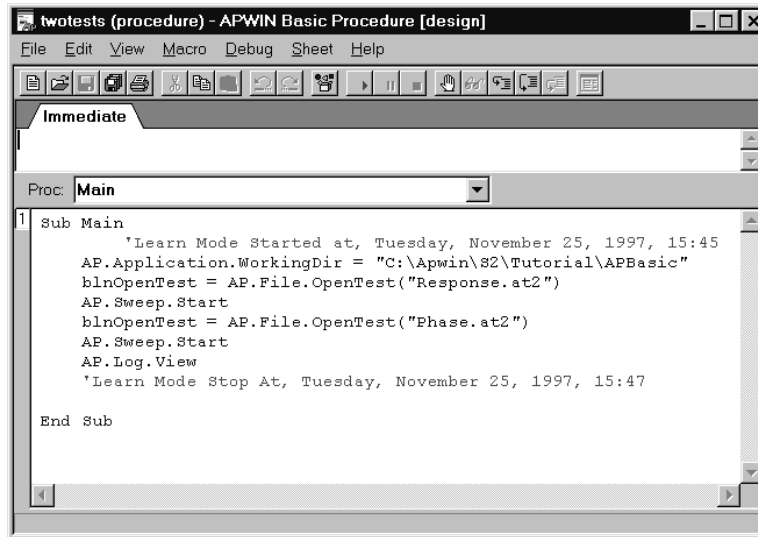 twotests (procedure) - APWIN Basic Procedure [design]
File Edit View Macro Debug Sheet Help
Immediate
Proc: Main
1
Sub Main
'Learn Mode Started at, Tuesday, November 25, 1997, 15:45
AP.Application.WorkingDir = "C:\Apwin\S2\Tutorial\APBasic"
blnOpenTest = AP.File.OpenTest("Response.at2")
AP.Sweep.Start
blnOpenTest = AP.File.OpenTest("Phase.at2")
AP.Sweep.Start
AP.Log.View
'Learn Mode Stop At, Tuesday, November 25, 1997, 15:47
End Sub